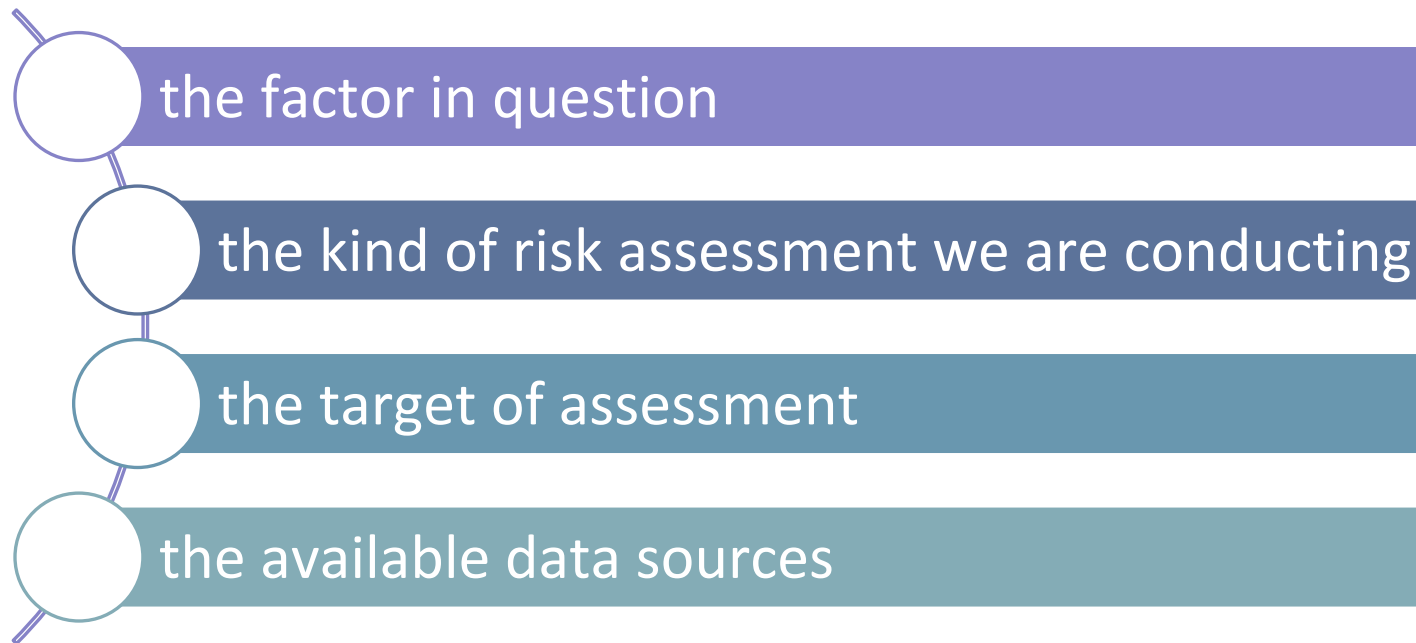 the factor in question
the kind of risk assessment we are conducting
the target of assessment
the available data sources